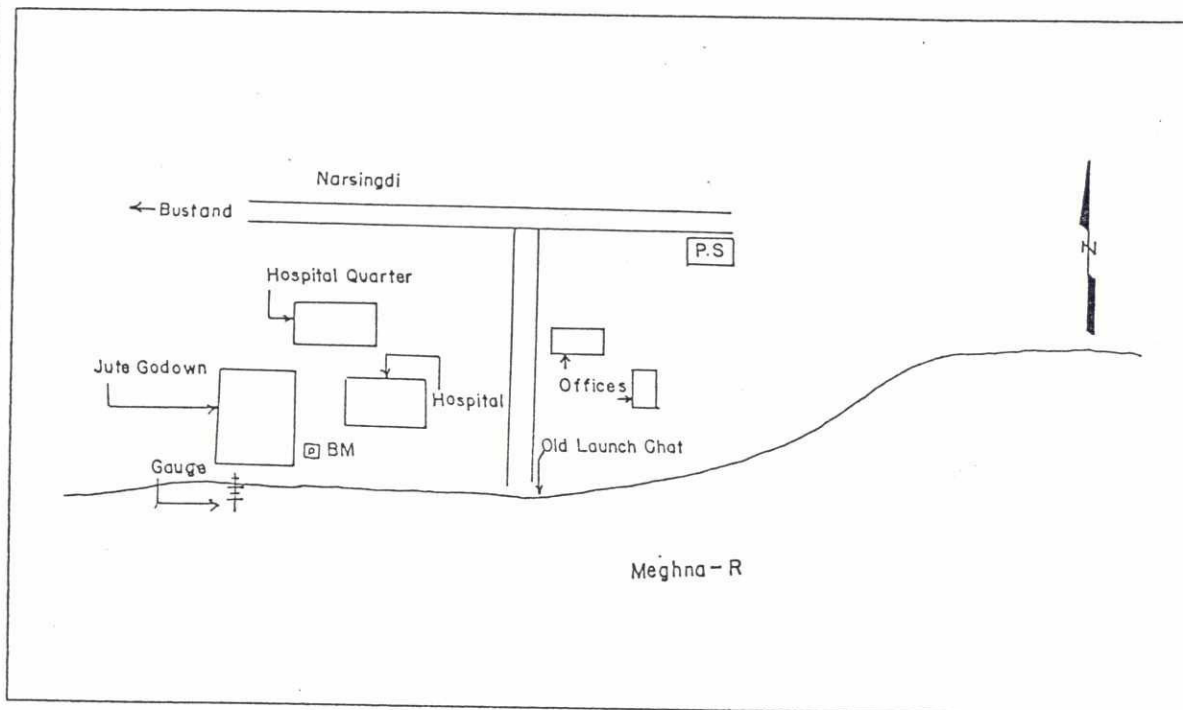 Narsingdi
Bustand
P.S
N
Hospital Quarter
Jute Godown
Hospital
Offices
BM
Old Launch Ghat
Gauge
Meghna-R